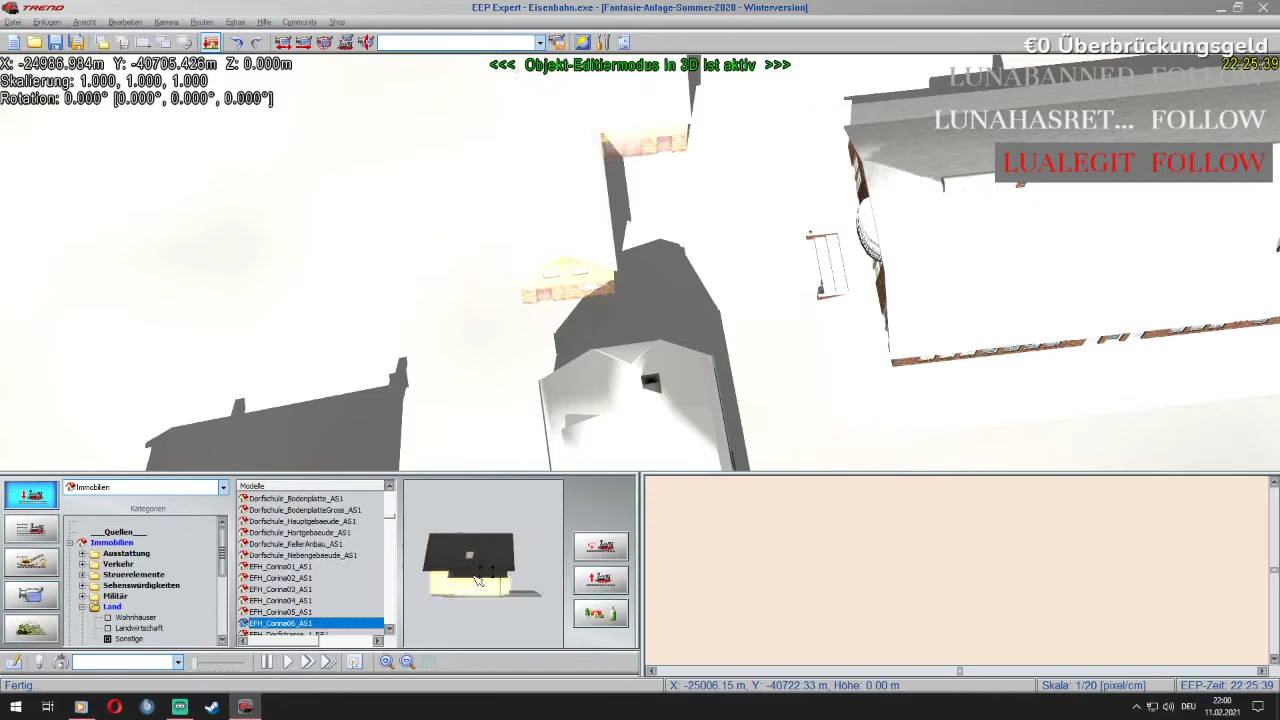 TREND
EEP Expert - Eisenbahn.exe - [Fantasie-Anlage-Sommer-2020 - Winterversion]
Datei Einfügen Ansicht Bearbeiten Kamera Routen Extras Hilfe Community Shop
X: -24986.984m Y: -40705.426m Z: 0.000m
Skalierung: 1.000, 1.000, 1.000
Rotation: 0.000° [0.000°, 0.000°, 0.000°]
<<< Objekt-Editiermodus in 3D ist aktiv >>>
€0 Überbrückungsgeld
22:25:39
LUNABANNED FOLLOW
LUNAHASRET... FOLLOW
LUALEGIT FOLLOW
Immobilien
Kategorien
__Quellen__
Immobilien
Ausstattung
Verkehr
Steuerelemente
Sehenswürdigkeiten
Militär
Land
Wohnhäuser
Landwirtschaft
Sonstige
Modelle
Dorfschule_Bodenplatte_AS1
Dorfschule_BodenplatteGross_AS1
Dorfschule_Hauptgebaeude_AS1
Dorfschule_Hortgebaeude_AS1
Dorfschule_KellerAnbau_AS1
Dorfschule_Nebengebaeude_AS1
EFH_Corina01_AS1
EFH_Corina02_AS1
EFH_Corina03_AS1
EFH_Corina04_AS1
EFH_Corina05_AS1
EFH_Corina06_AS1
EFH_Dorfstrasse_1_RE1
Fertig...
X: -25006.15 m, Y: -40722.33 m, Höhe: 0.00 m
Skala: 1/20 [pixel/cm]
EEP-Zeit: 22:25:39
DEU
22:00
11.02.2021